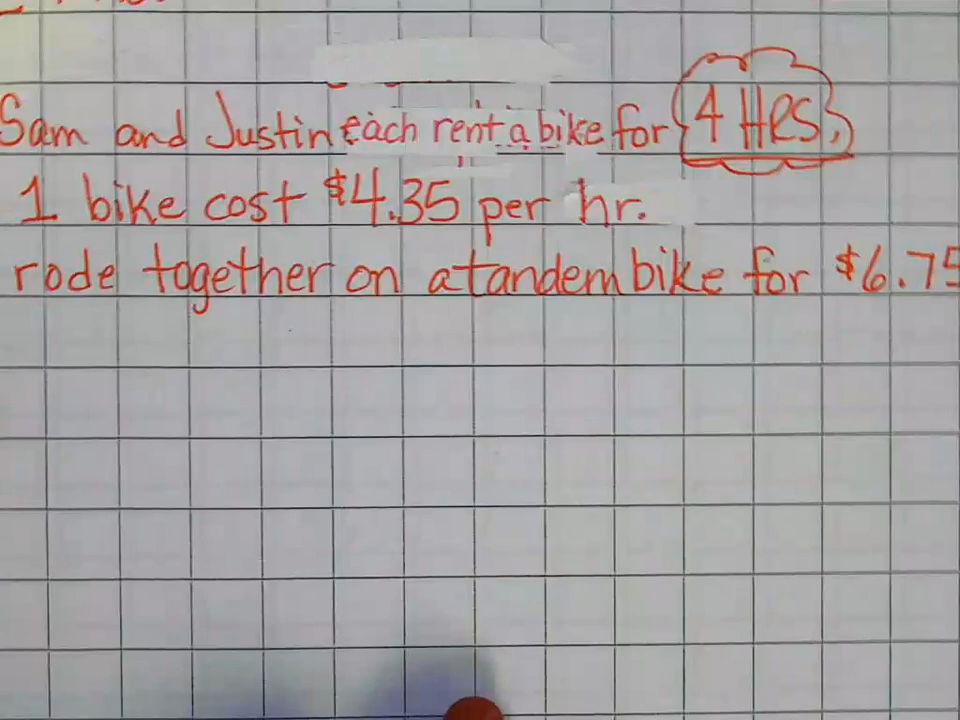 Sam and Justin each rent a bike for 4 Hrs,
1 bike cost $4.35 per hr.
rode together on a tandem bike for $6.75